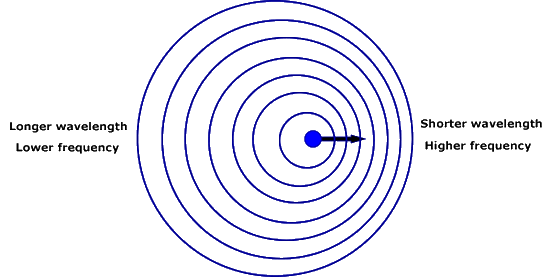 Longer wavelength
Lower frequency
Shorter wavelength
Higher frequency